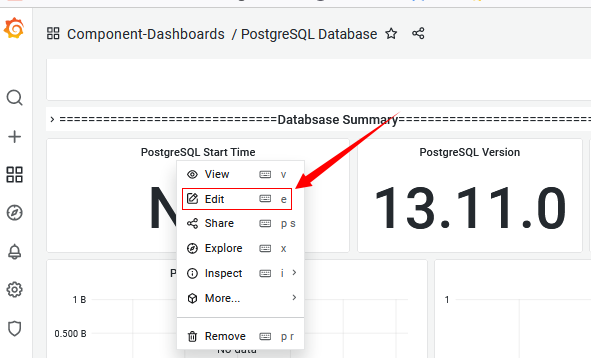 Component-Dashboards / PostgreSQL Database
> ==============================Databsase Summary==============================
PostgreSQL Start Time
PostgreSQL Version
N
13.11.0
View v
Edit e
Share p s
Explore x
Inspect i >
More... >
Remove p r
P
1 B
0.500 B
No data
1